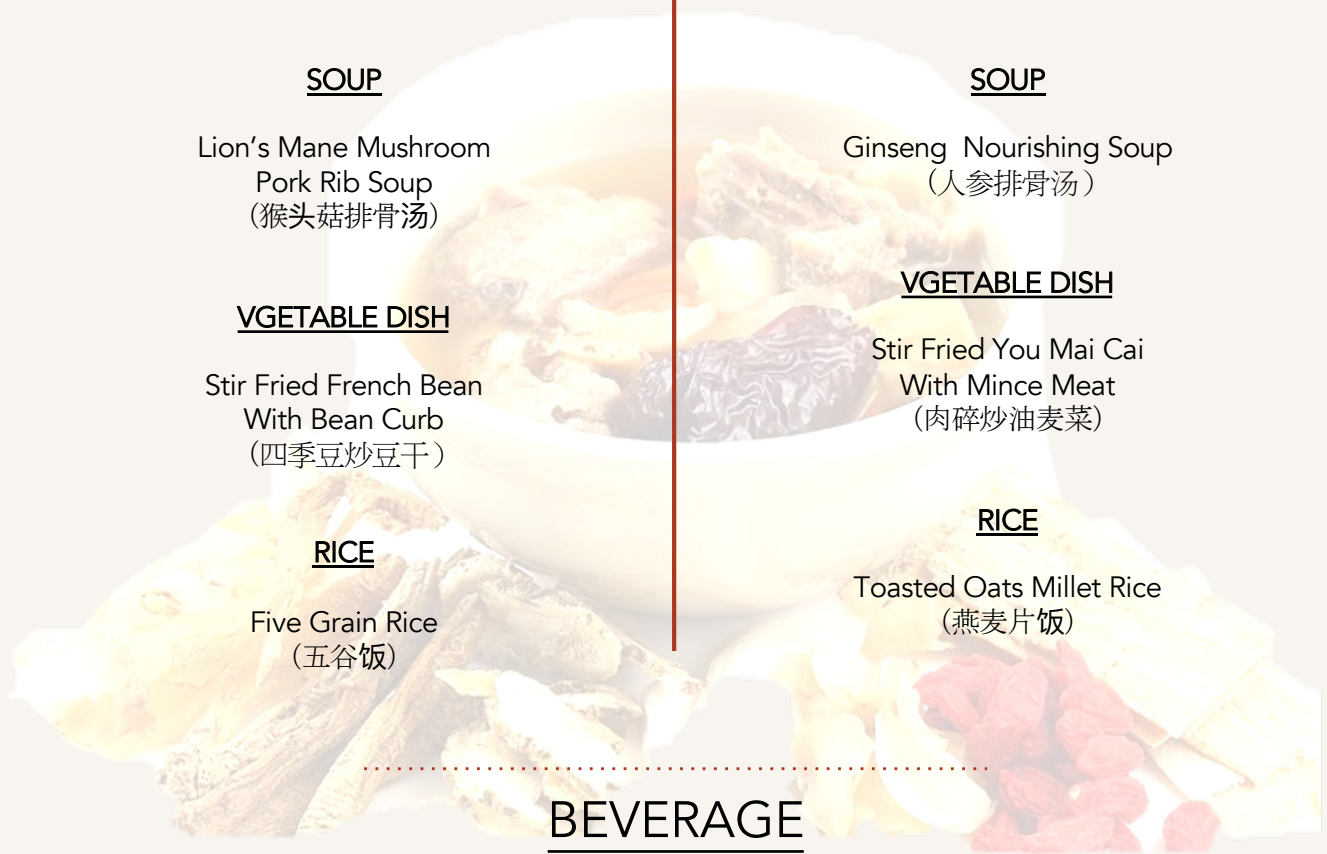 SOUP
Lion's Mane Mushroom
Pork Rib Soup
(猴头菇排骨汤)
VGETABLE DISH
Stir Fried French Bean
With Bean Curb
(四季豆炒豆干)
RICE
Five Grain Rice
(五谷饭)
SOUP
Ginseng  Nourishing Soup
(人参排骨汤)
VGETABLE DISH
Stir Fried You Mai Cai
With Mince Meat
(肉碎炒油麦菜)
RICE
Toasted Oats Millet Rice
(燕麦片饭)
BEVERAGE